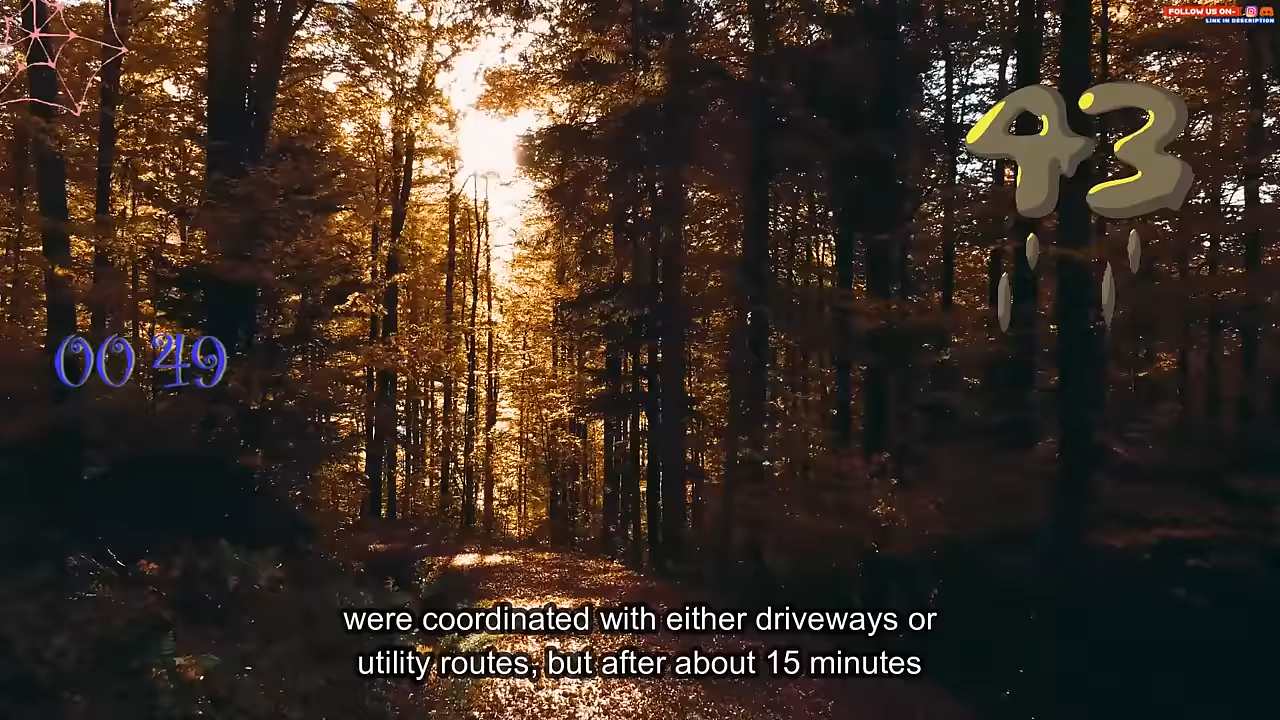 FOLLOW US ON-
LINK IN DESCRIPTION
43
00 49
were coordinated with either driveways or
utility routes, but after about 15 minutes